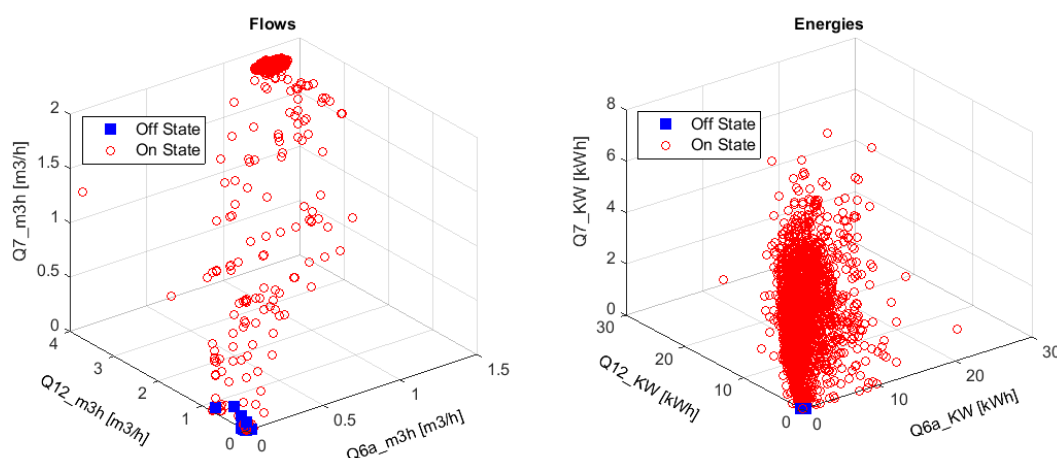 Flows
2
1.5
1
0.5
0
Q7_m3h [m3/h]
Off State
On State
4
3
2
1
0
Q12_m3h [m3/h]
0
0.5
1
1.5
Q6a_m3h [m3/h]
Energies
8
6
4
2
0
Q7_KW [kWh]
Off State
On State
30
20
10
0
Q12_KW [kWh]
0
10
20
30
Q6a_KW [kWh]